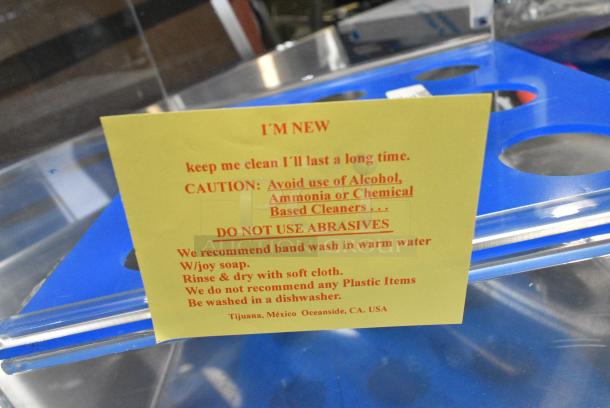 I´M NEW
keep me clean I´ll last a long time.
CAUTION: Avoid use of Alcohol,
Ammonia or Chemical
Based Cleaners . . .
DO NOT USE ABRASIVES
We recommend hand wash in warm water
W/joy soap.
Rinse & dry with soft cloth.
We do not recommend any Plastic Items
Be washed in a dishwasher.
Tijuana, México Oceanside, CA. USA